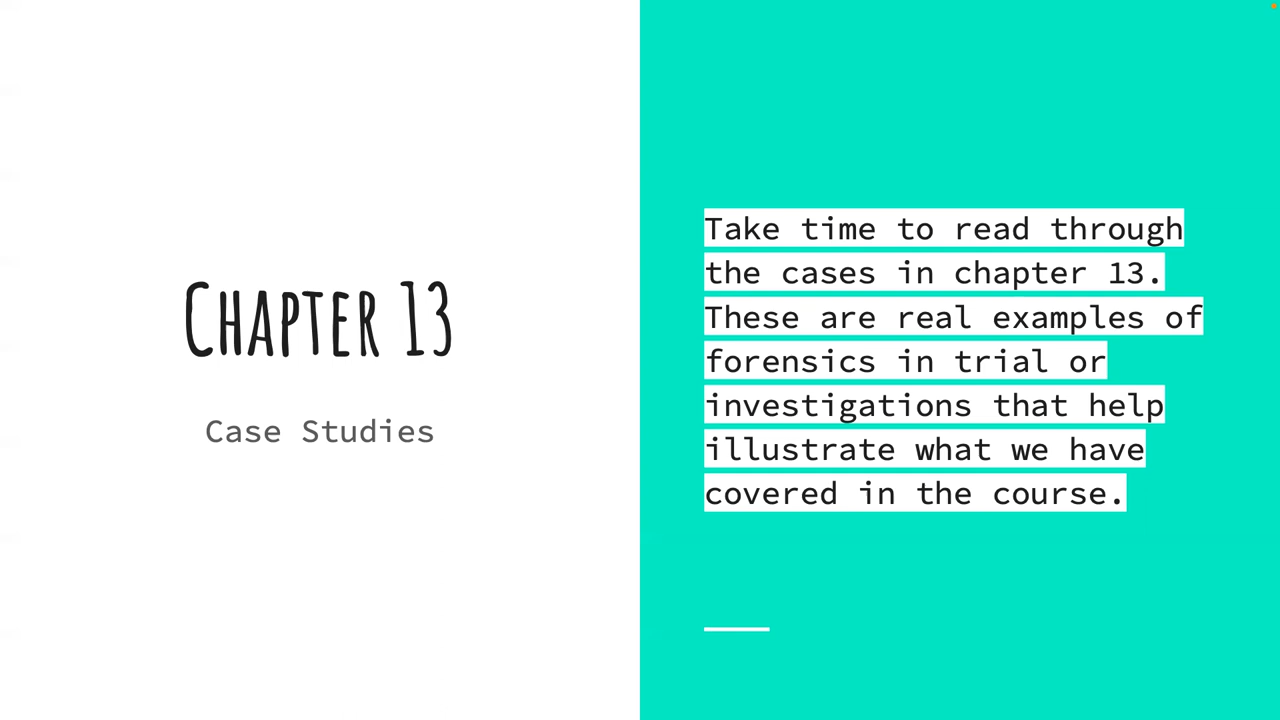 Chapter 13
Case Studies
Take time to read through
the cases in chapter 13.
These are real examples of
forensics in trial or
investigations that help
illustrate what we have
covered in the course.